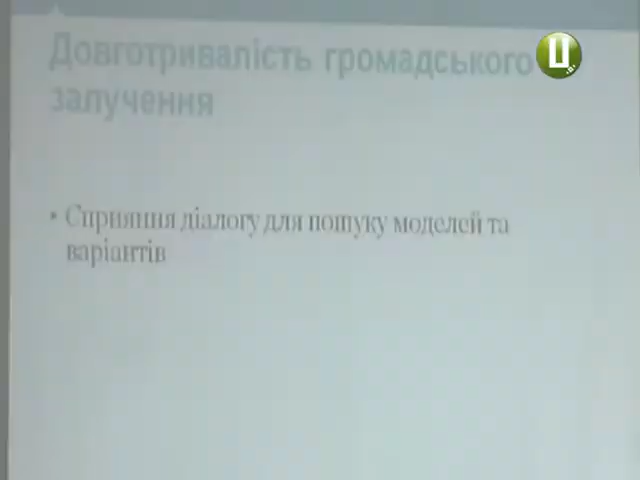 Довготривалість громадського
залучення
Ц
• Сприяння діалогу для пошуку моделей та
варіантів